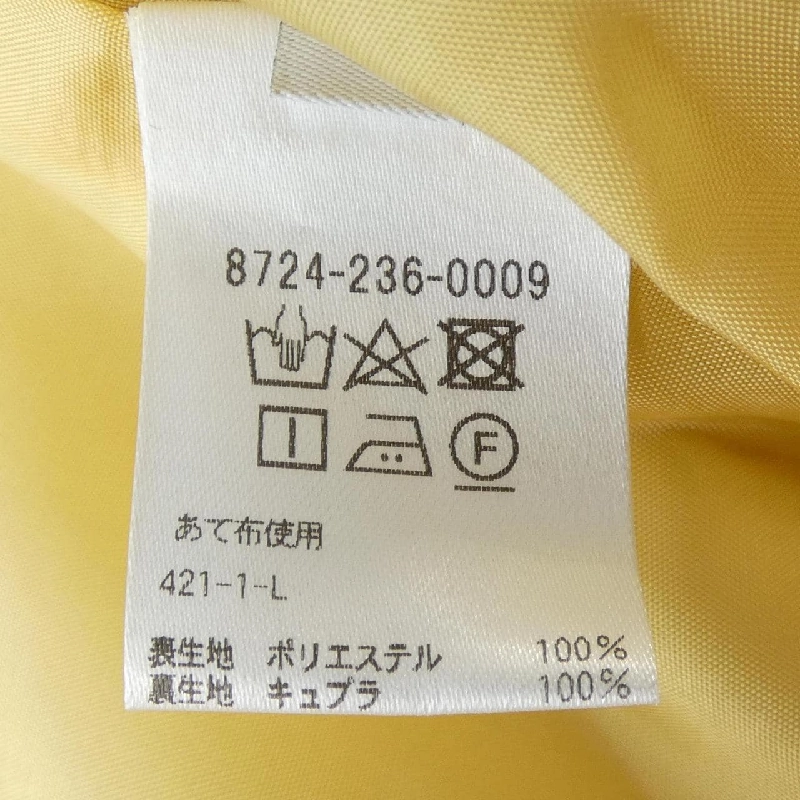 8724-236-0009
F
あて布使用
421-1-L
表生地 ポリエステル 100%
裏生地 キュプラ 100%